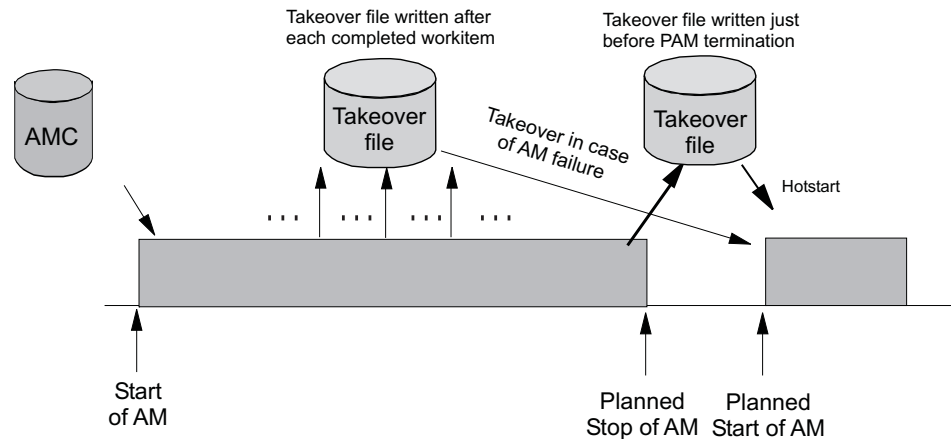 Takeover file written after
each completed workitem
Takeover file written just
before PAM termination
AMC
Takeover
file
Takeover in case
of AM failure
Takeover
file
Hotstart
... ... ... ...
Start
of AM
Planned
Stop of AM
Planned
Start of AM